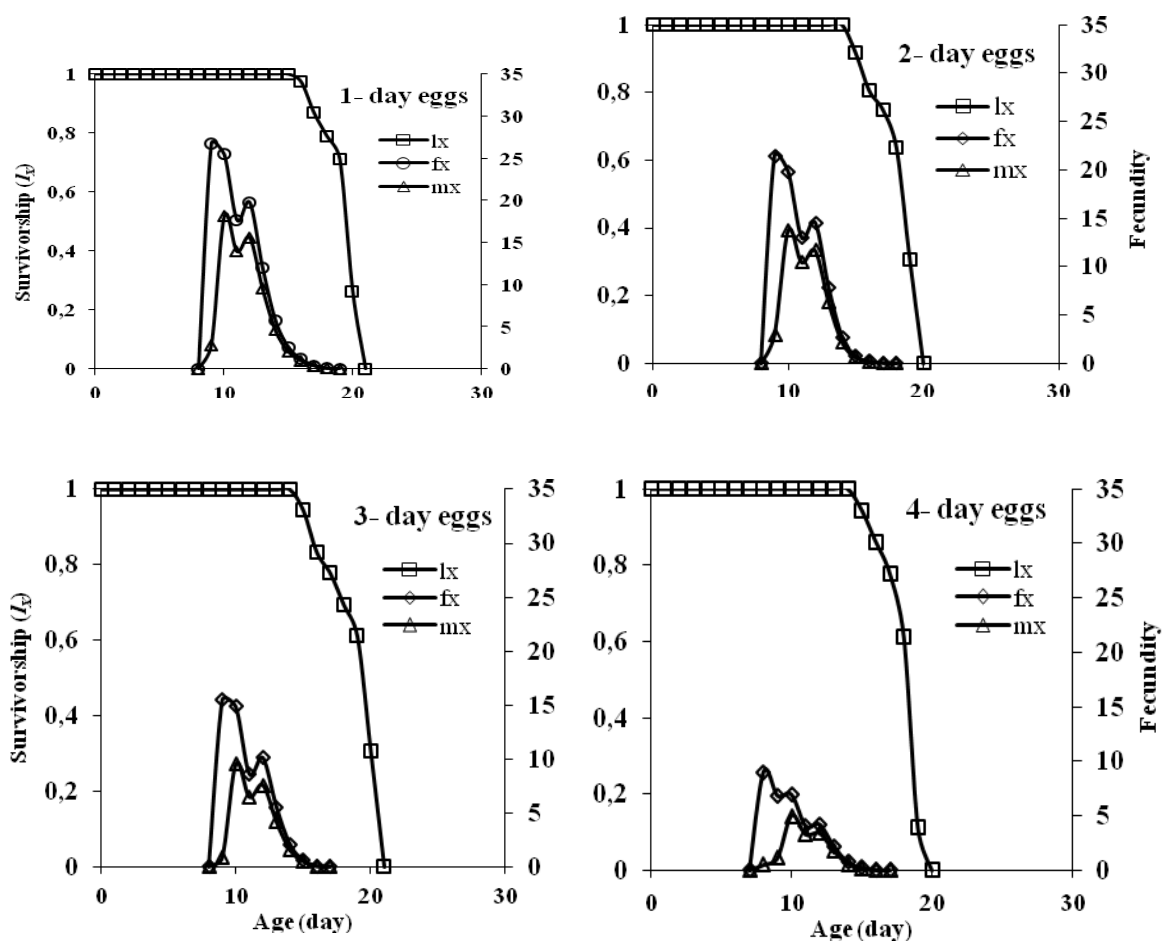 1- day eggs
lx
fx
mx
Survivorship (lx)
1
0,8
0,6
0,4
0,2
0
35
30
25
20
15
10
5
0
0 10 20 30
2- day eggs
lx
fx
mx
1
0,8
0,6
0,4
0,2
0
35
30
25
20
15
10
5
0
Fecundity
0 10 20 30
3- day eggs
lx
fx
mx
Survivorship (lx)
1
0,8
0,6
0,4
0,2
0
35
30
25
20
15
10
5
0
0 10 20 30
Age (day)
4- day eggs
lx
fx
mx
1
0,8
0,6
0,4
0,2
0
35
30
25
20
15
10
5
0
Fecundity
0 10 20 30
Age (day)